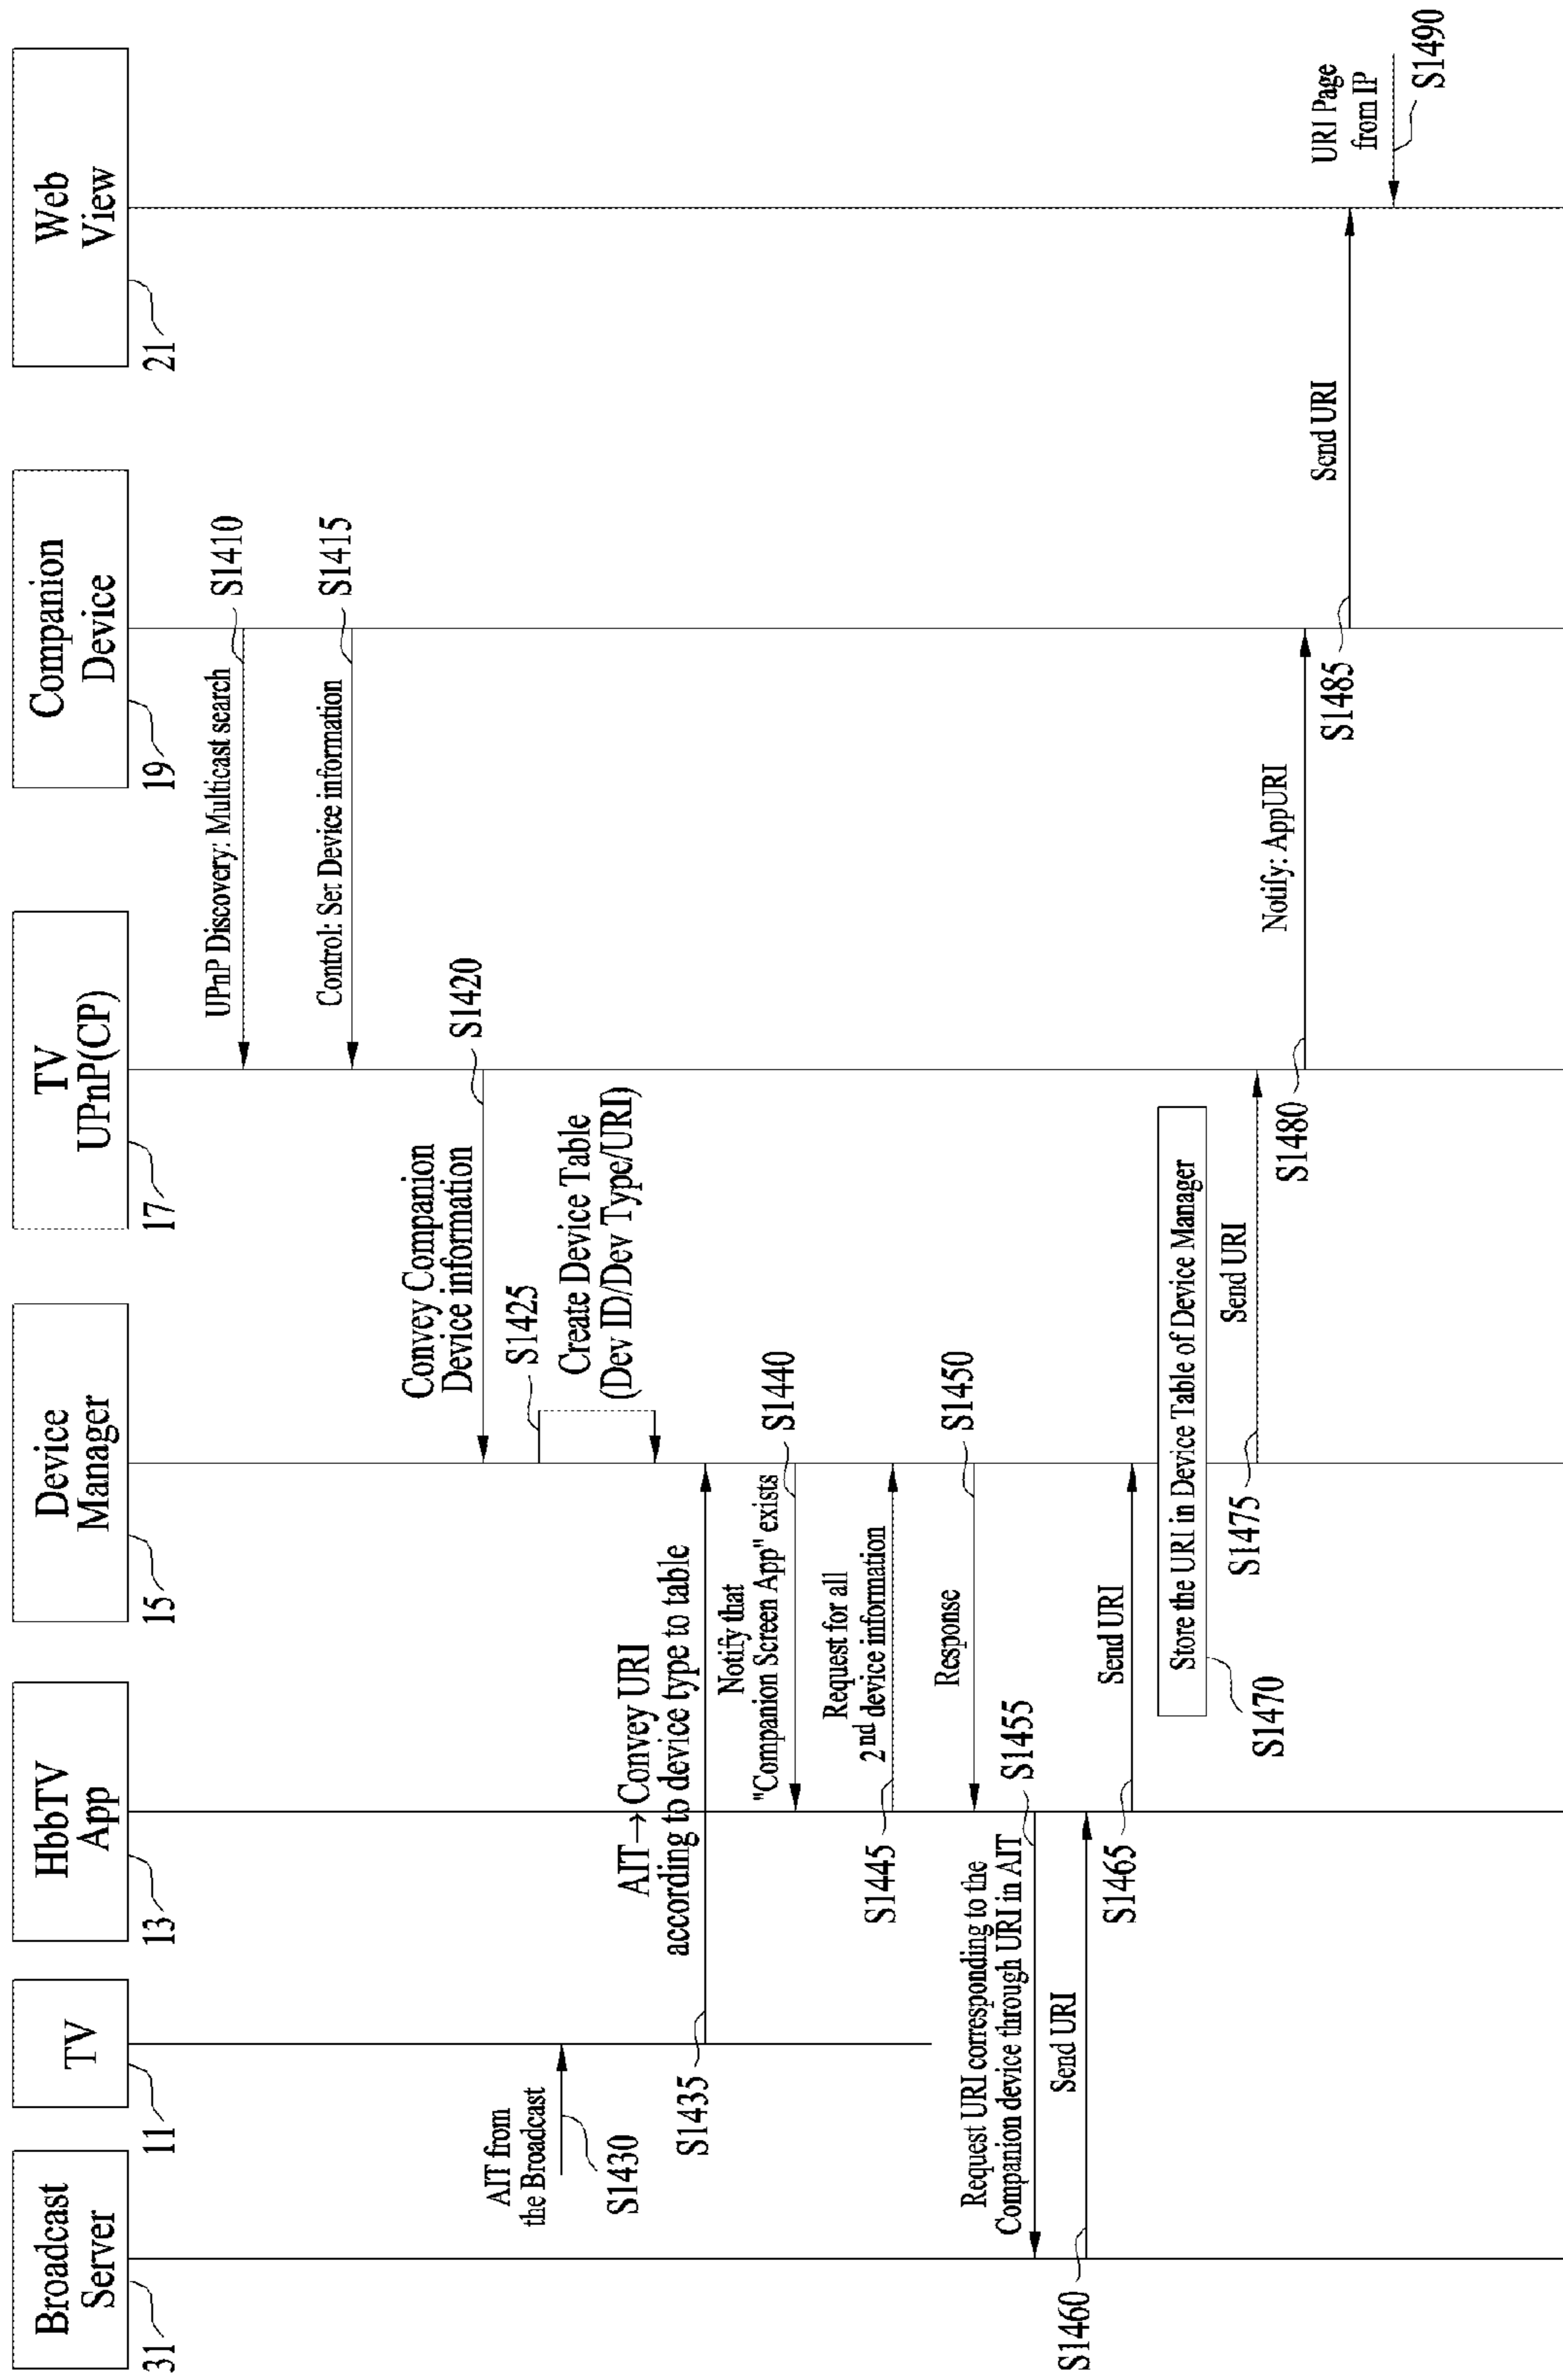 Broadcast
Server
31
TV
11
HbbTV
App
13
Device
Manager
15
TV
UPnP(CP)
17
Companion
Device
19
Web
View
21
UPnP Discovery: Multicast search
S1410
Control: Set Device information
S1415
Convey Companion
Device information
S1420
S1425
Create Device Table
(Dev ID/Dev Type/URI)
AIT from
the Broadcast
S1430
AIT→Convey URI
according to device type to table
S1435
Notify that
"Companion Screen App" exists
S1440
Request for all
2nd device information
S1445
Response
S1450
Request URI corresponding to the
Companion device through URI in AIT
S1455
Send URI
S1460
Send URI
S1465
Store the URI in Device Table of Device Manager
S1470
Send URI
S1475
Notify: AppURI
S1480
Send URI
S1485
URI Page
from IP
S1490